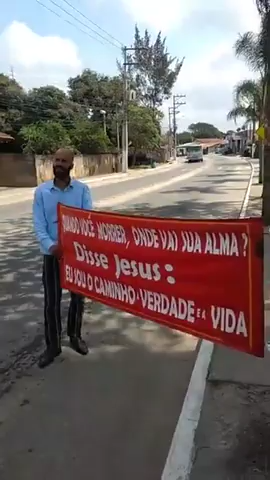 QUANDO VOCÊ MORRER, ONDE VAI SUA ALMA?
Disse Jesus:
EU SOU O CAMINHO A VERDADE E A VIDA